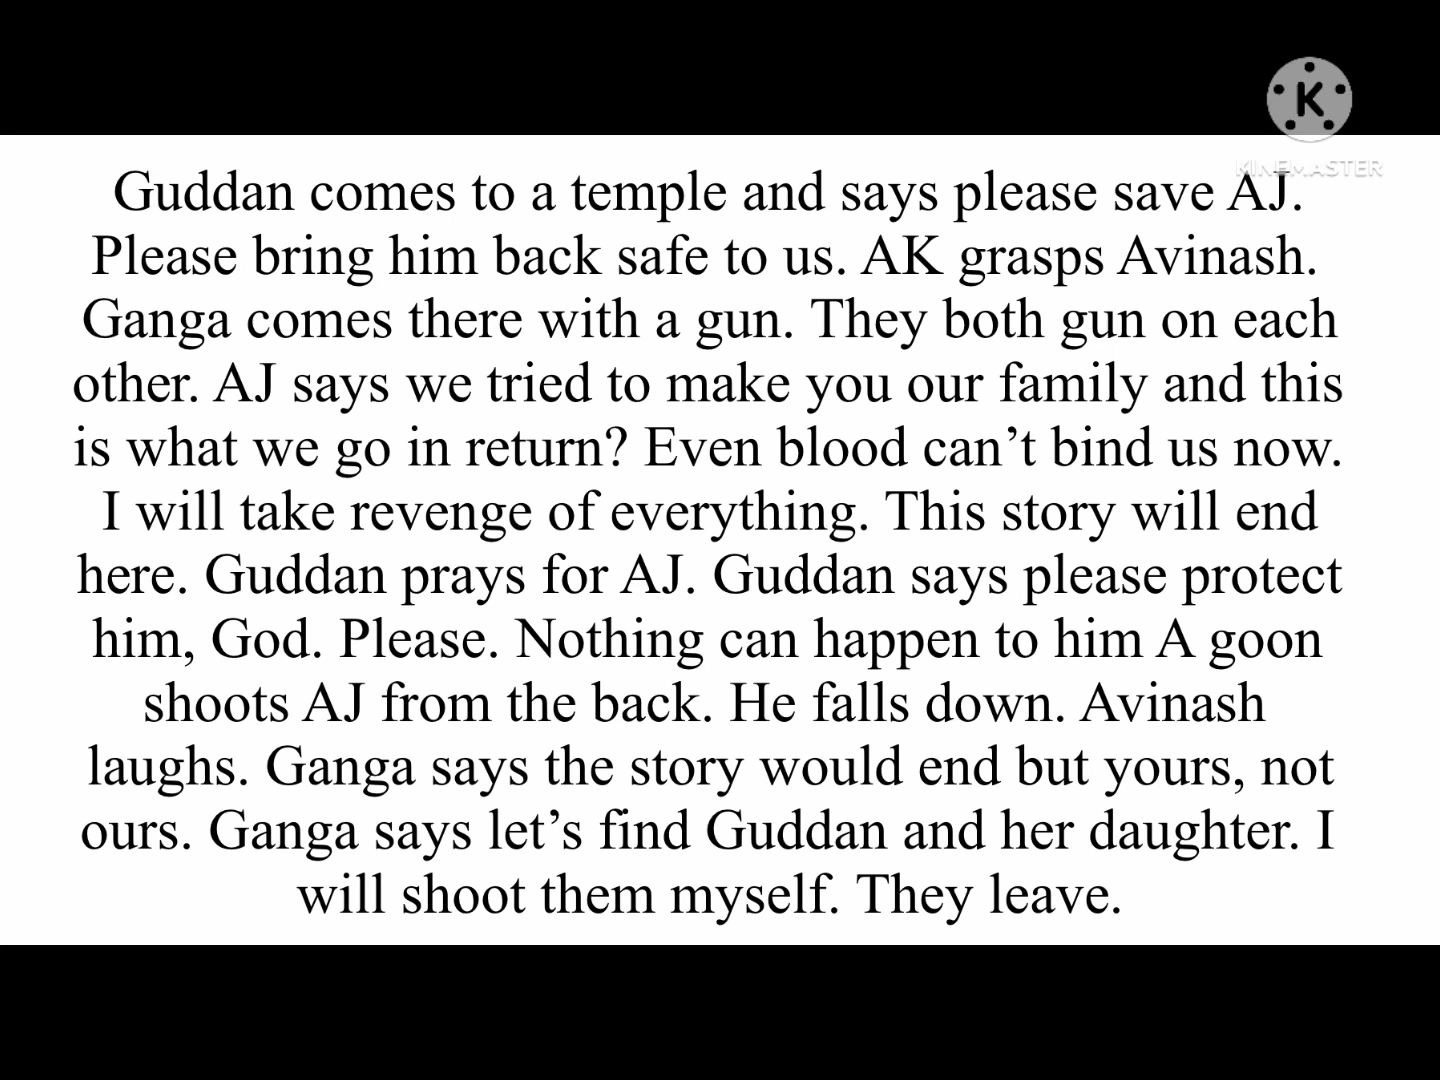 K
KINEMASTER
Guddan comes to a temple and says please save AJ.
Please bring him back safe to us. AK grasps Avinash.
Ganga comes there with a gun. They both gun on each
other. AJ says we tried to make you our family and this
is what we go in return? Even blood can’t bind us now.
I will take revenge of everything. This story will end
here. Guddan prays for AJ. Guddan says please protect
him, God. Please. Nothing can happen to him A goon
shoots AJ from the back. He falls down. Avinash
laughs. Ganga says the story would end but yours, not
ours. Ganga says let’s find Guddan and her daughter. I
will shoot them myself. They leave.